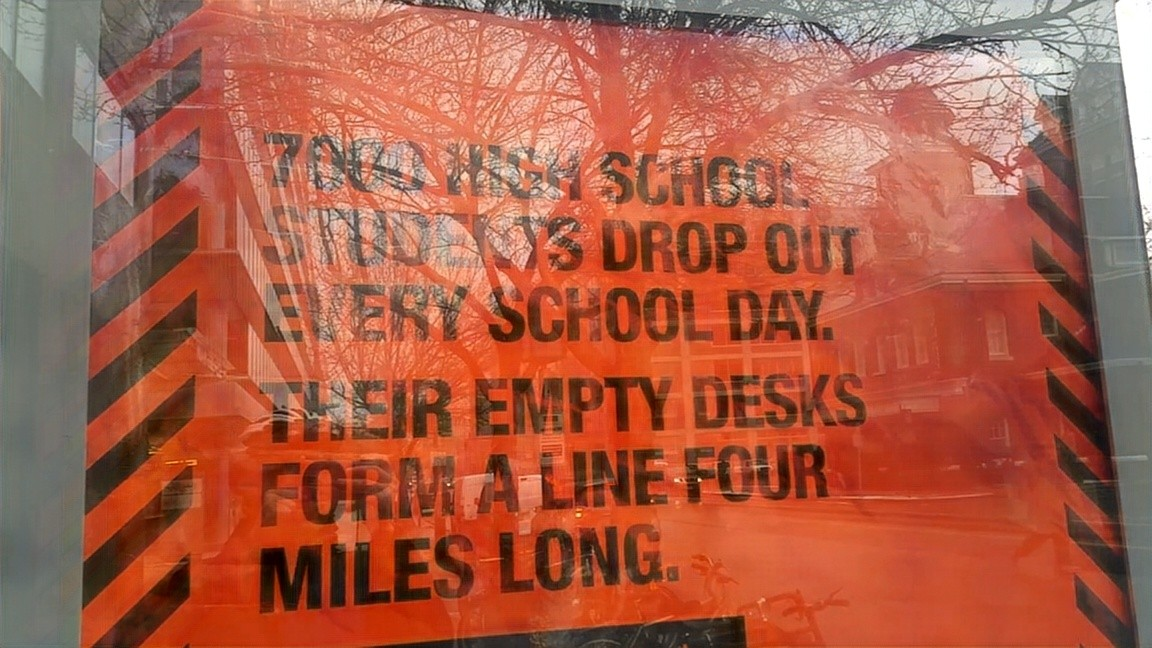 7000 HIGH SCHOOL
STUDENTS DROP OUT
EVERY SCHOOL DAY.
THEIR EMPTY DESKS
FORM A LINE FOUR
MILES LONG.